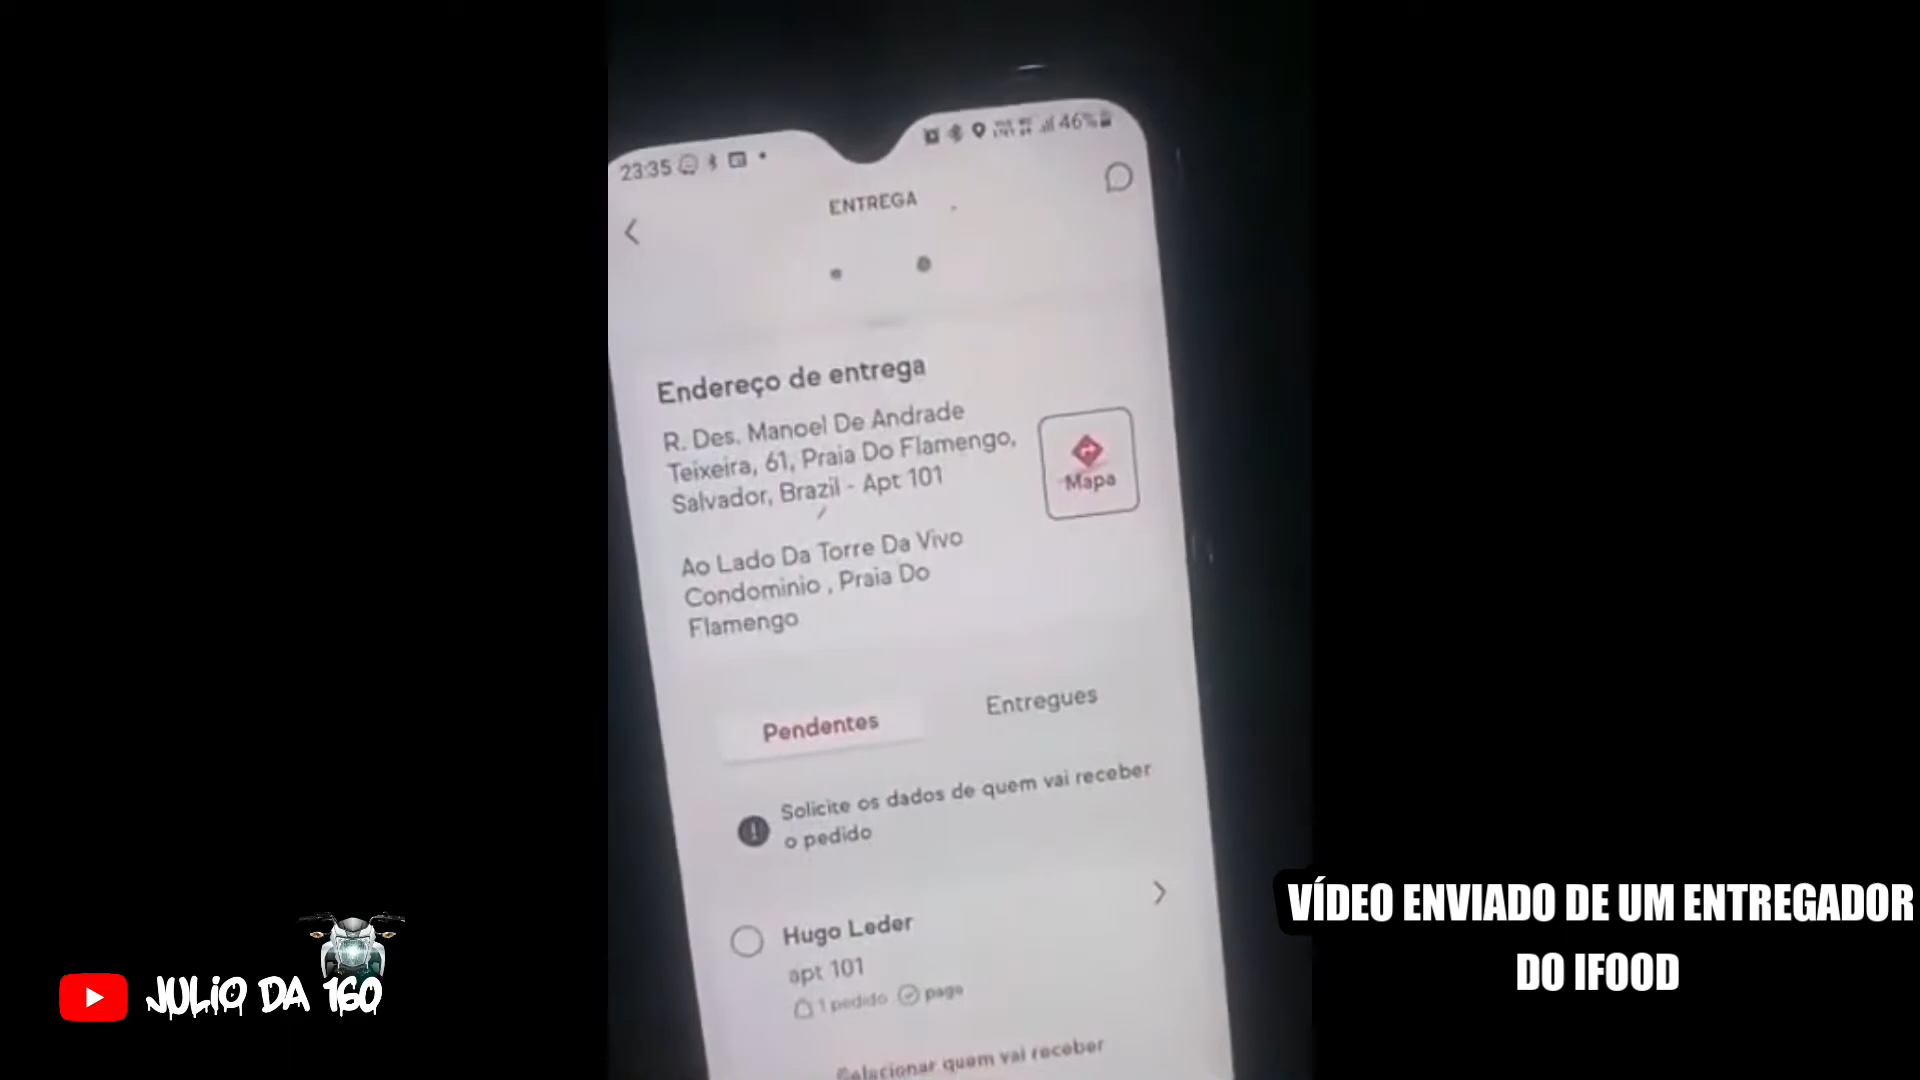 23:35
46%
ENTREGA
Endereço de entrega
R. Des. Manoel De Andrade
Teixeira, 61, Praia Do Flamengo,
Salvador, Brazil - Apt 101
Mapa
Ao Lado Da Torre Da Vivo
Condominio , Praia Do
Flamengo
Pendentes
Entregues
Solicite os dados de quem vai receber
o pedido
Hugo Leder
apt 101
1 pedido pago
Selecionar quem vai receber
JULIO DA 160
VÍDEO ENVIADO DE UM ENTREGADOR
DO IFOOD